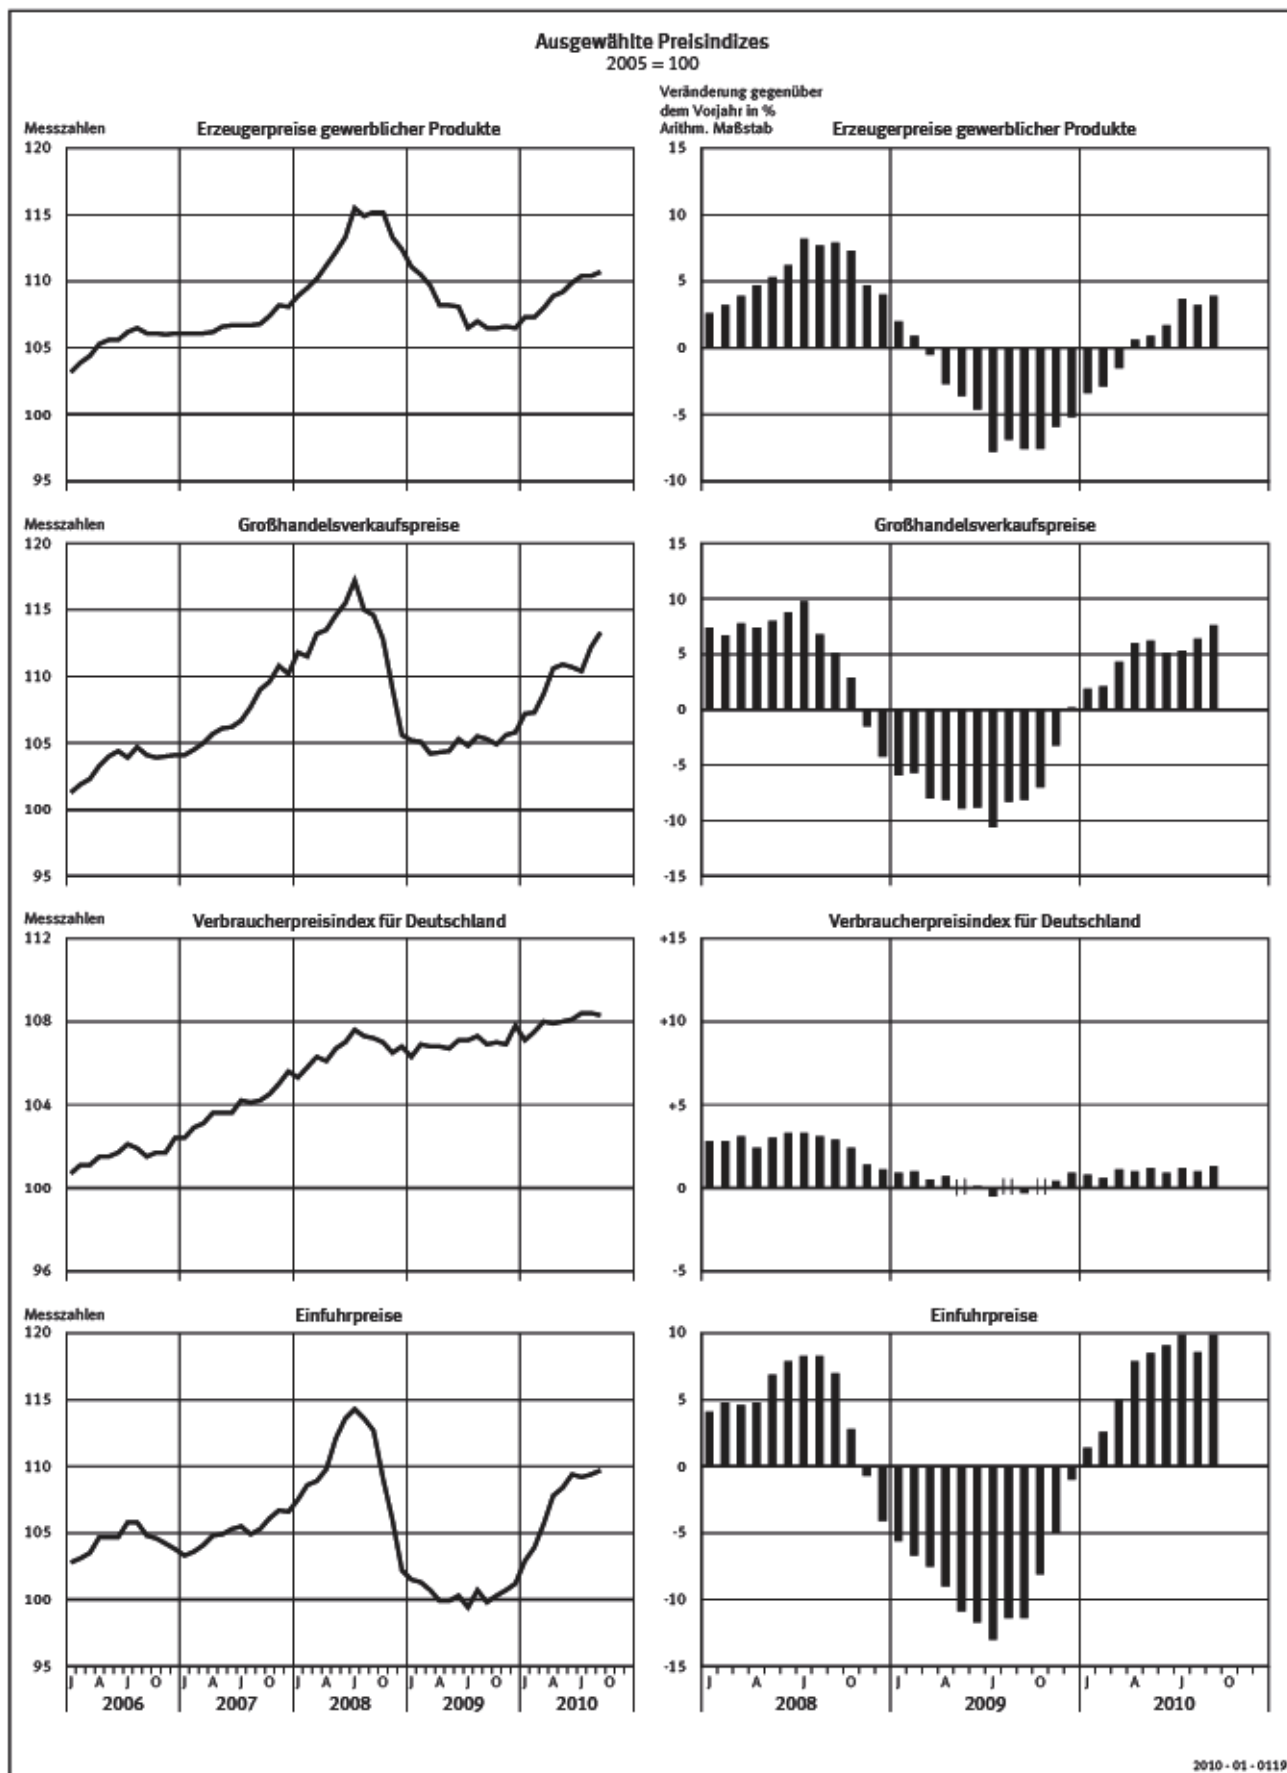 Ausgewählte Preisindizes
2005 = 100
Veränderung gegenüber
dem Vorjahr in %
Arithm. Maßstab
Messzahlen
Erzeugerpreise gewerblicher Produkte
120
115
110
105
100
95
Erzeugerpreise gewerblicher Produkte
15
10
5
0
-5
-10
Messzahlen
Großhandelsverkaufspreise
120
115
110
105
100
95
Großhandelsverkaufspreise
15
10
5
0
-5
-10
-15
Messzahlen
Verbraucherpreisindex für Deutschland
112
108
104
100
96
Verbraucherpreisindex für Deutschland
+15
+10
+5
0
-5
Messzahlen
Einfuhrpreise
120
115
110
105
100
95
J A J O J A J O J A J O J A J O J A J O
2006 2007 2008 2009 2010
Einfuhrpreise
10
5
0
-5
-10
-15
J A J O J A J O J A J O
2008 2009 2010
2010 - 01 - 0119